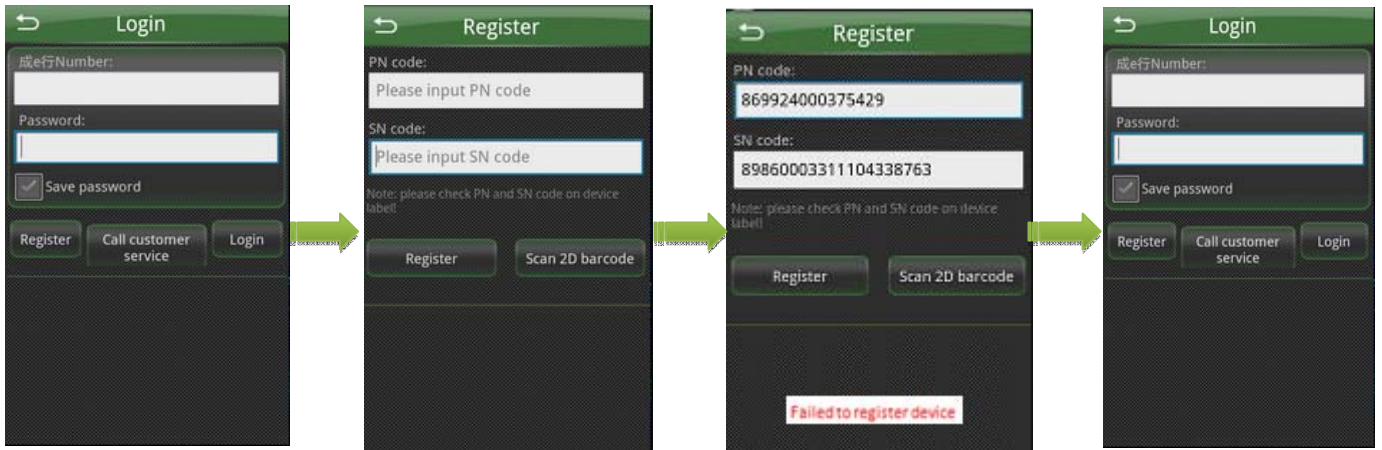 Login
成e行Number:
Password:
Save password
Register
Call customer
service
Login
Register
PN code:
Please input PN code
SN code:
Please input SN code
Note: please check PN and SN code on device
label!
Register
Scan 2D barcode
Register
PN code:
869924000375429
SN code:
89860003311104338763
Note: please check PN and SN code on device
label!
Register
Scan 2D barcode
Failed to register device
Login
成e行Number:
Password:
Save password
Register
Call customer
service
Login